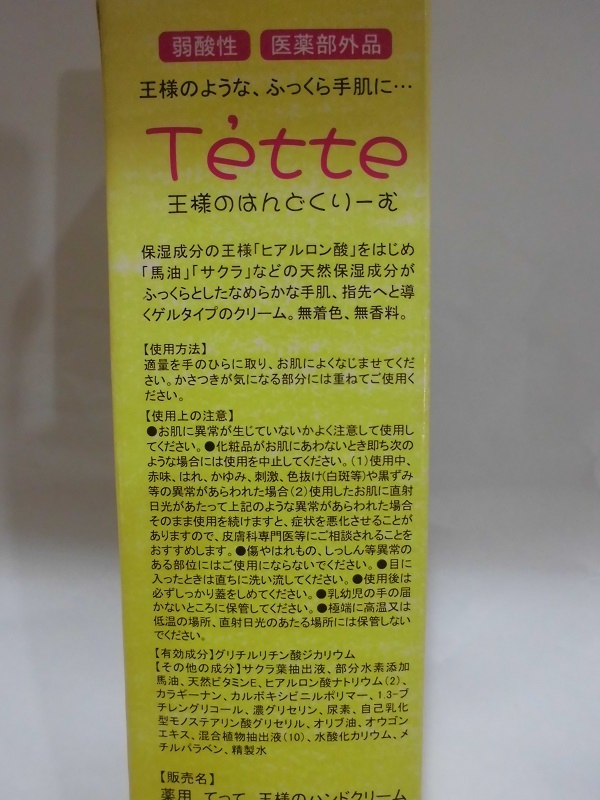 弱酸性 医薬部外品
王様のような、ふっくら手肌に…
Tette
王様のはんどくりーむ
保湿成分の王様「ヒアルロン酸」をはじめ
「馬油」「サクラ」などの天然保湿成分が
ふっくらとしたなめらかな手肌、指先へと導
くゲルタイプのクリーム。無着色、無香料。
【使用方法】
適量を手のひらに取り、お肌によくなじませてくだ
さい。かさつきが気になる部分には重ねてご使用く
ださい。
【使用上の注意】
●お肌に異常が生じていないかよく注意して使用し
てください。●化粧品がお肌にあわないとき即ち次の
ような場合には使用を中止してください。(1)使用中、
赤味、はれ、かゆみ、刺激、色抜け(白斑等)や黒ずみ
等の異常があらわれた場合(2)使用したお肌に直射
日光があたって上記のような異常があらわれた場合
そのまま使用を続けますと、症状を悪化させることが
ありますので、皮膚科専門医等にご相談されることを
おすすめします。●傷やはれもの、しっしん等異常の
ある部位にはご使用にならないでください。●目に
入ったときは直ちに洗い流してください。●使用後は
必ずしっかり蓋をしめてください。●乳幼児の手の届
かないところに保管してください。●極端に高温又は
低温の場所、直射日光のあたる場所には保管しない
でください。
【有効成分】グリチルリチン酸ジカリウム
【その他の成分】サクラ葉抽出液、部分水素添加
馬油、天然ビタミンE、ヒアルロン酸ナトリウム(2)、
カラギーナン、カルボキシビニルポリマー、1.3-ブ
チレングリコール、濃グリセリン、尿素、自己乳化
型モノステアリン酸グリセリル、オリブ油、オウゴン
エキス、混合植物抽出液(10)、水酸化カリウム、メ
チルパラベン、精製水
【販売名】
薬用 てって 王様のハンドクリーム